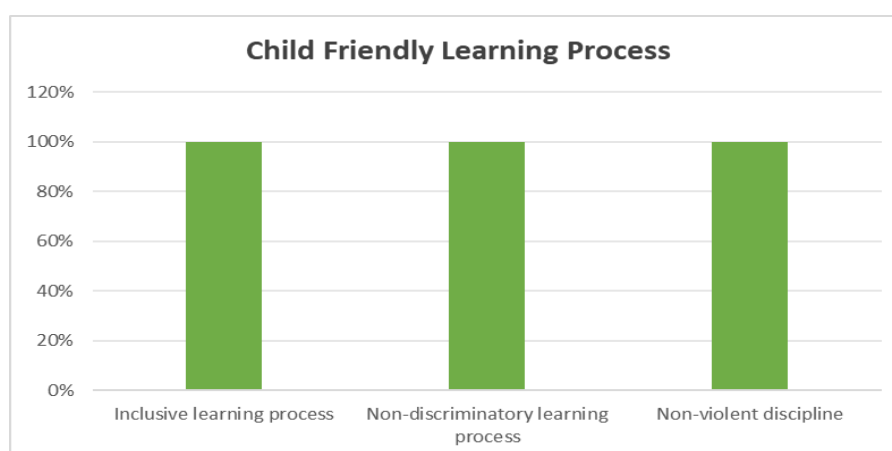 Child Friendly Learning Process
120%
100%
80%
60%
40%
20%
0%
Inclusive learning process
Non-discriminatory learning
process
Non-violent discipline